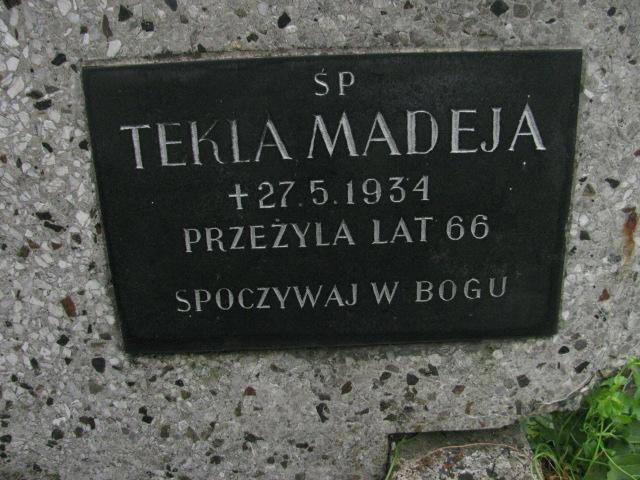 ŚP
TEKLA MADEJA
+27.5.1934
PRZEŻYLA LAT 66
SPOCZYWAJ W BOGU